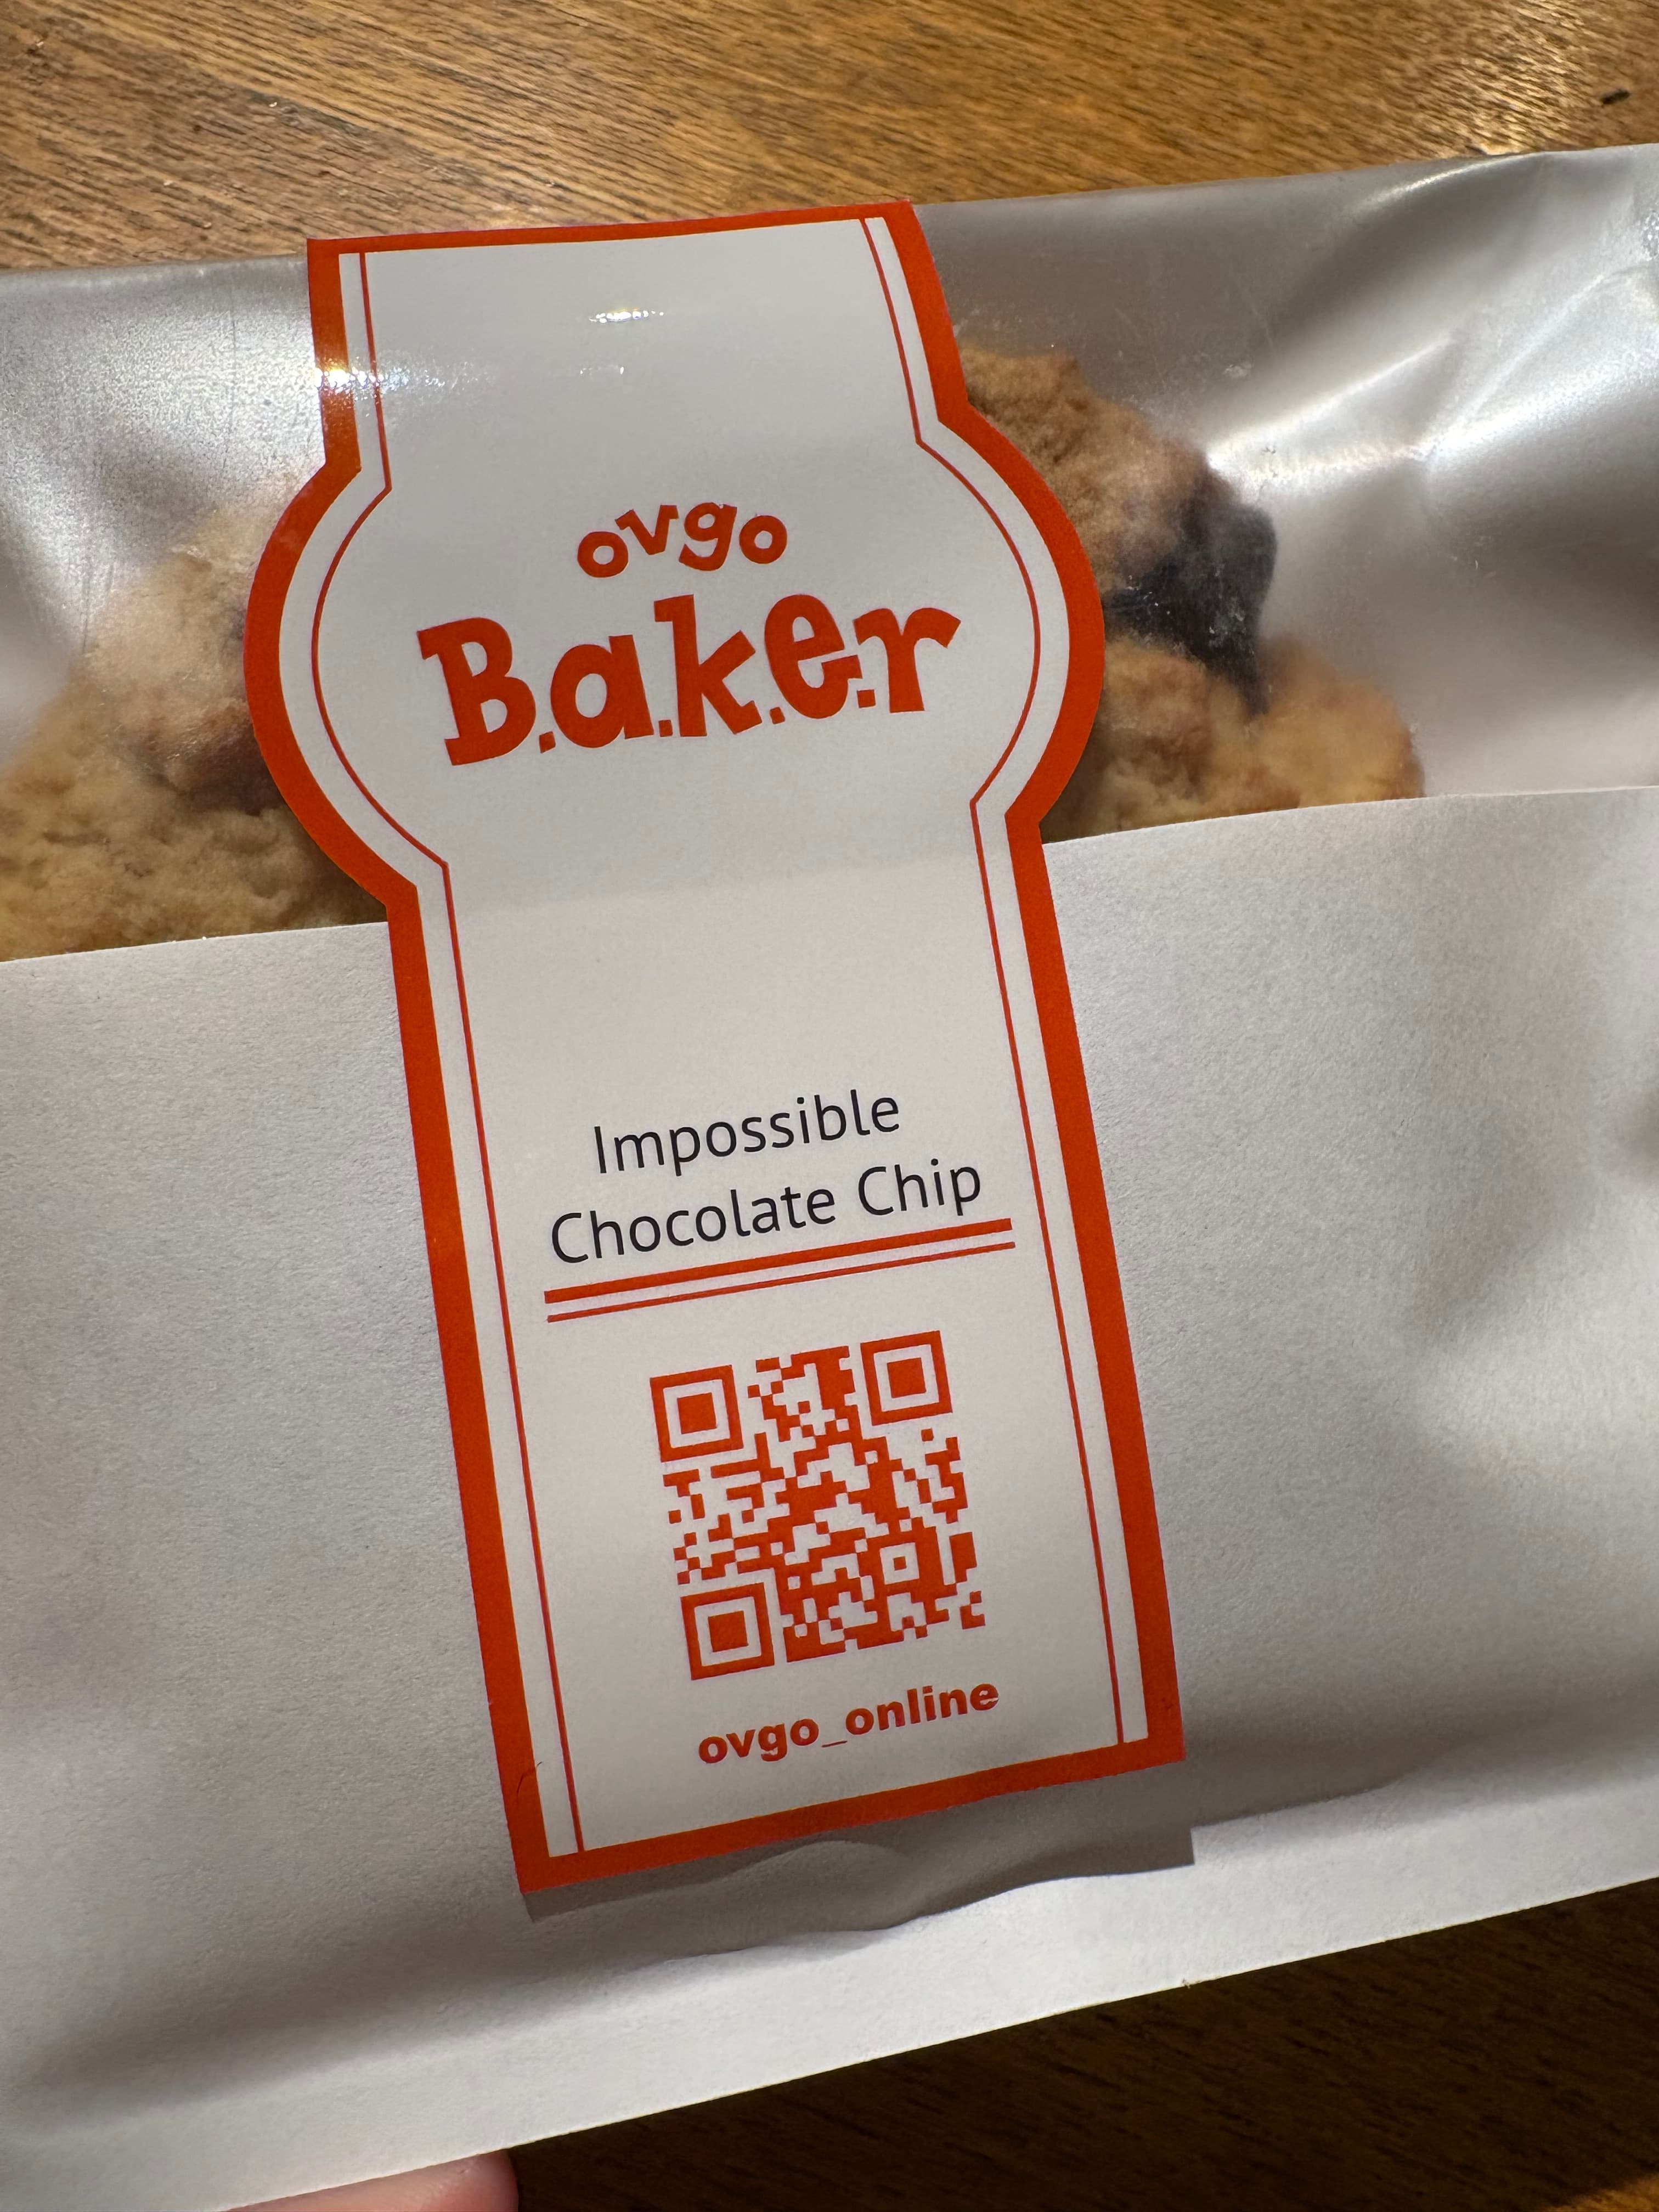 ovgo
B.a.k.e.r
Impossible
Chocolate Chip
ovgo_online